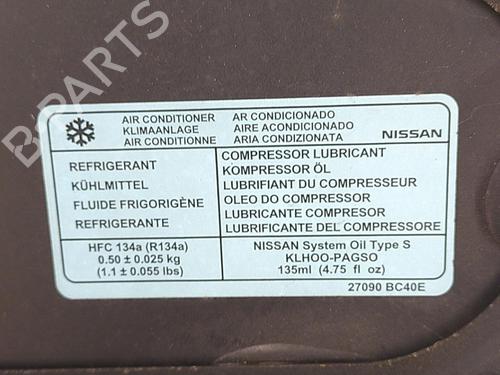 B-PARTS
AIR CONDITIONER
KLIMAANLAGE
AIR CONDITIONNE
AR CONDICIONADO
AIRE ACONDICIONADO
ARIA CONDIZIONATA
NISSAN
REFRIGERANT
KÜHLMITTEL
FLUIDE FRIGORIGÈNE
REFRIGERANTE
COMPRESSOR LUBRICANT
KOMPRESSOR ÖL
LUBRIFIANT DU COMPRESSEUR
OLEO DO COMPRESSOR
LUBRICANTE COMPRESOR
LUBRIFICANTE DEL COMPRESSORE
HFC 134a (R134a)
0.50 ± 0.025 kg
(1.1 ± 0.055 lbs)
NISSAN System Oil Type S
KLHOO-PAGSO
135ml (4.75 fl oz)
27090 BC40E